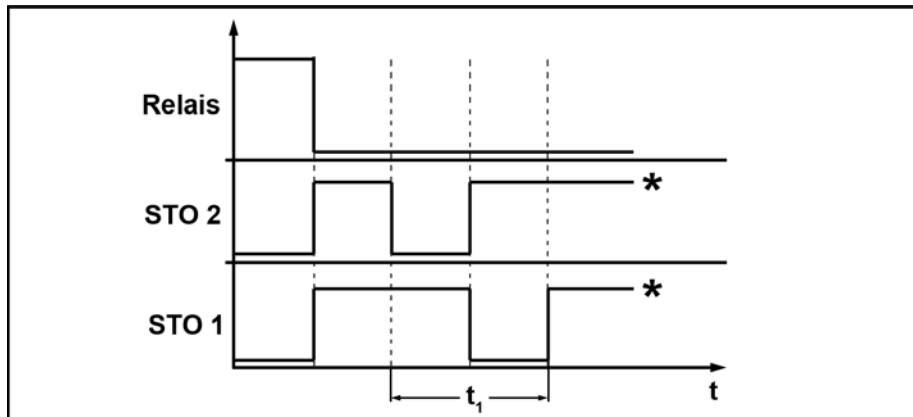 Relais
STO 2 *
STO 1 *
t
t₁